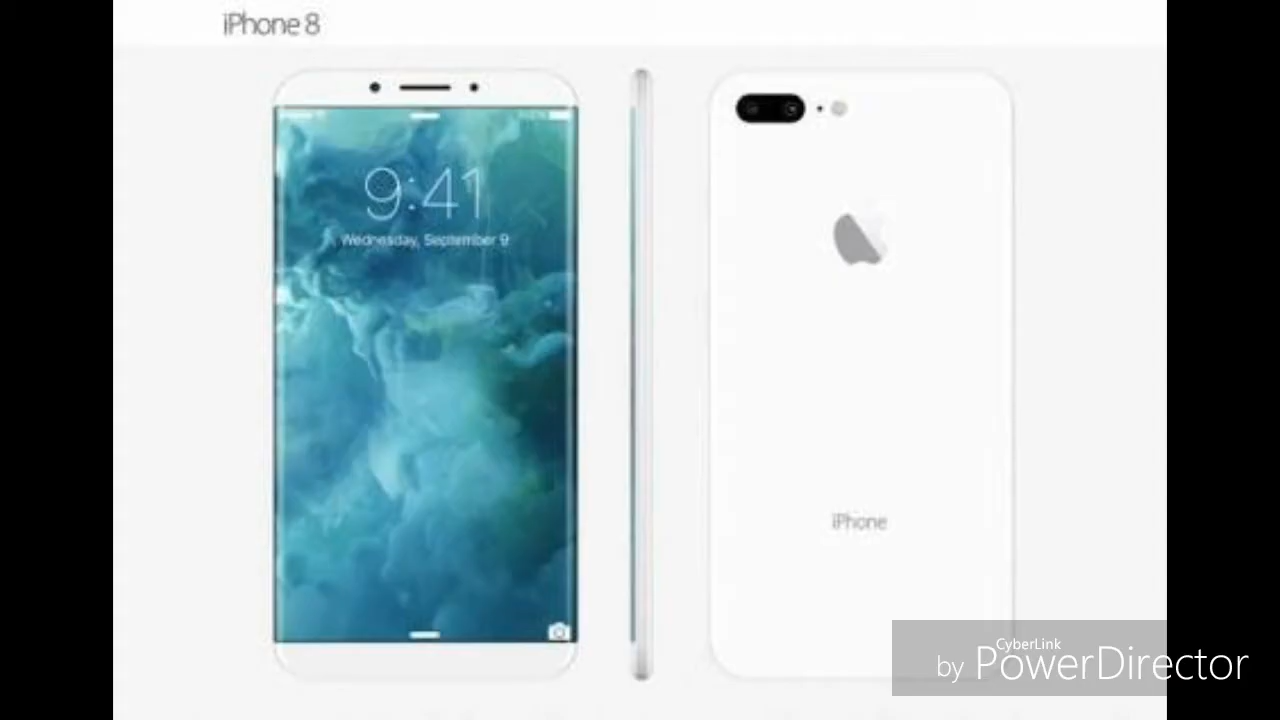 iPhone 8
9:41
Wednesday, September 9
iPhone
CyberLink
by PowerDirector